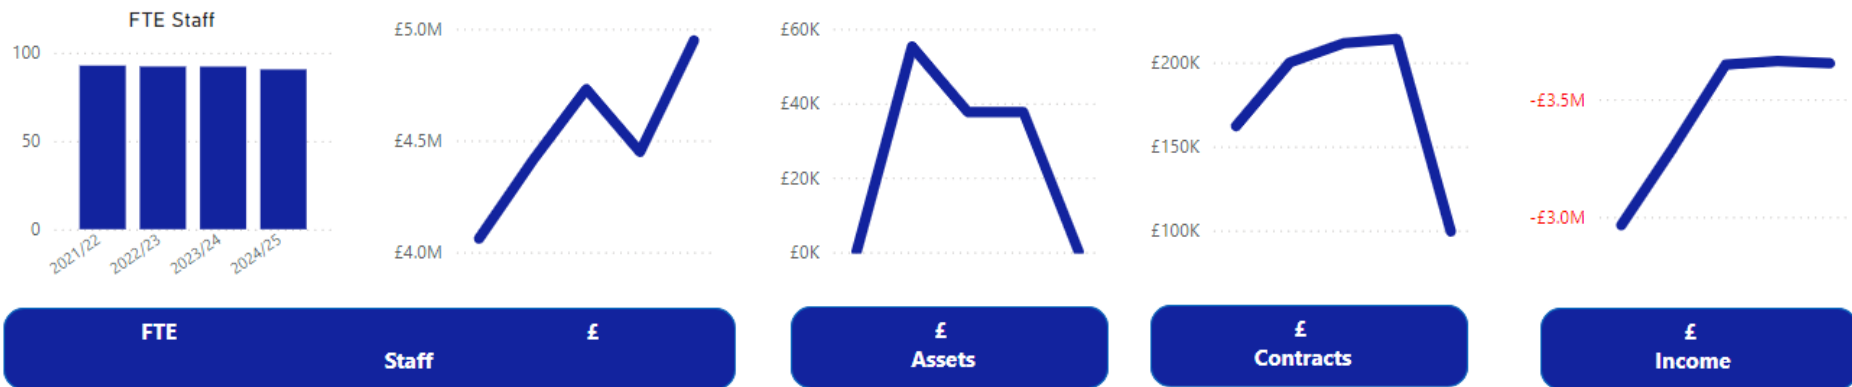 FTE Staff
100
50
0
2021/22
2022/23
2023/24
2024/25
£5.0M
£4.5M
£4.0M
£60K
£40K
£20K
£0K
£200K
£150K
£100K
-£3.5M
-£3.0M
FTE £
Staff
£
Assets
£
Contracts
£
Income